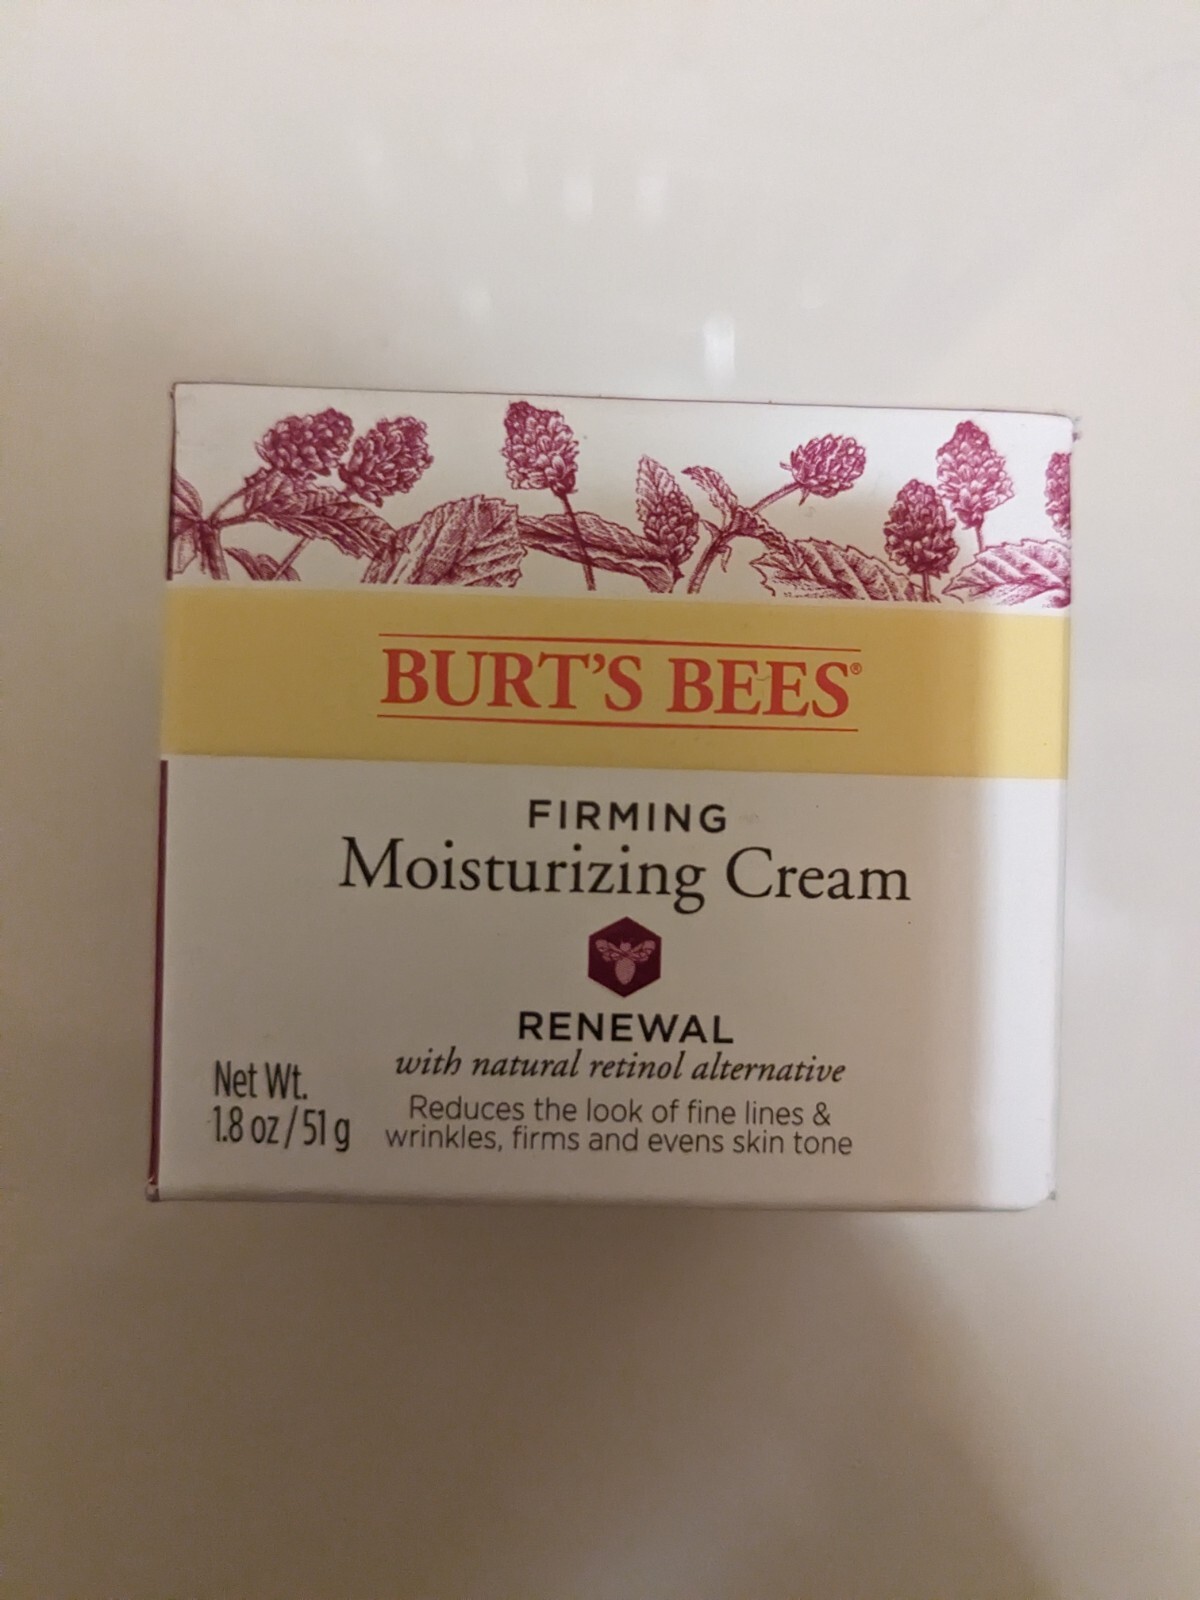 BURT'S BEES®
FIRMING
Moisturizing Cream
RENEWAL
with natural retinol alternative
Reduces the look of fine lines &
wrinkles, firms and evens skin tone
Net Wt.
1.8 oz / 51 g